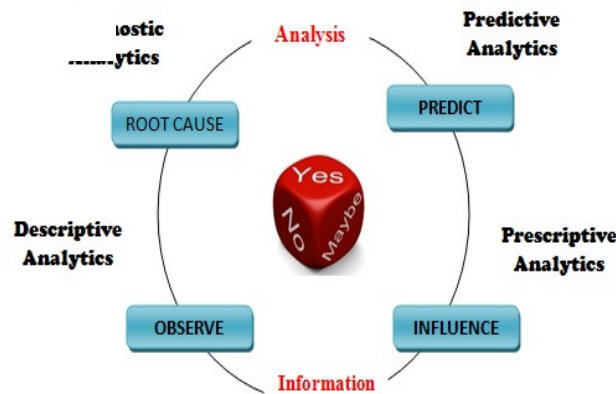 Analysis
Predictive
Analytics
ROOT CAUSE
PREDICT
Yes
No
Maybe
Descriptive
Analytics
Prescriptive
Analytics
OBSERVE
INFLUENCE
Information